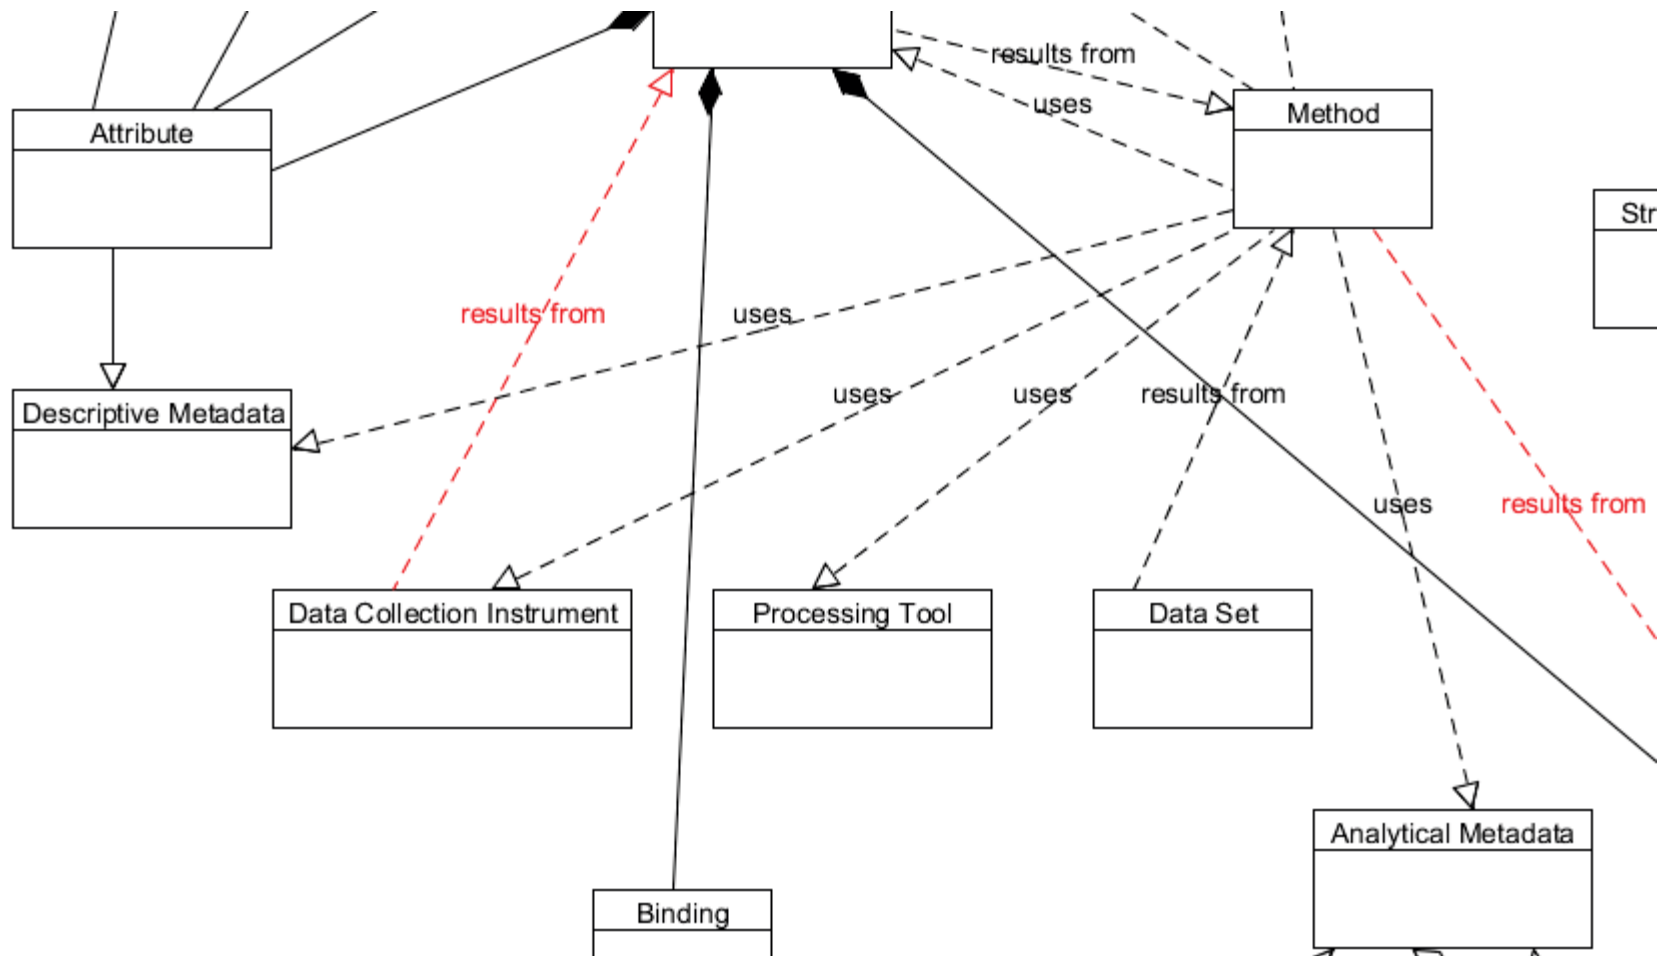 results from
uses
Method
Attribute
Str
results from
uses
Descriptive Metadata
uses
uses
results from
uses
results from
Data Collection Instrument
Processing Tool
Data Set
Analytical Metadata
Binding